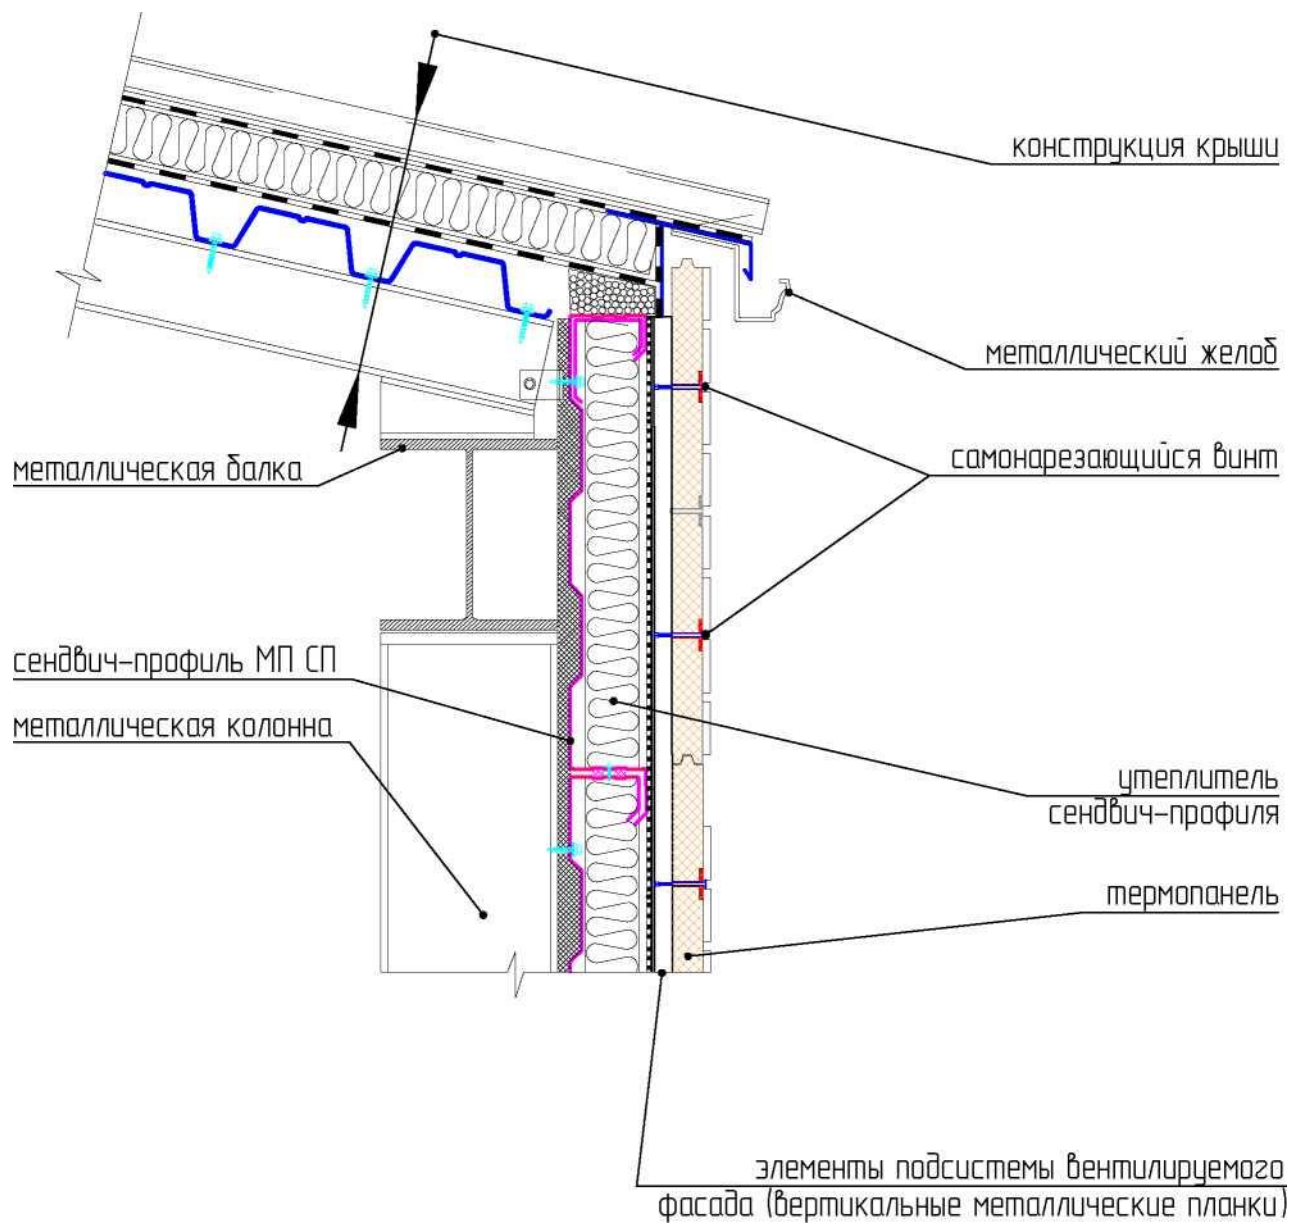 конструкция крыши
металлический желоб
самонарезающийся винт
металлическая балка
сендвич-профиль МП СП
металлическая колонна
утеплитель
сендвич-профиля
термопанель
элементы подсистемы вентилируемого
фасада (вертикальные металлические планки)